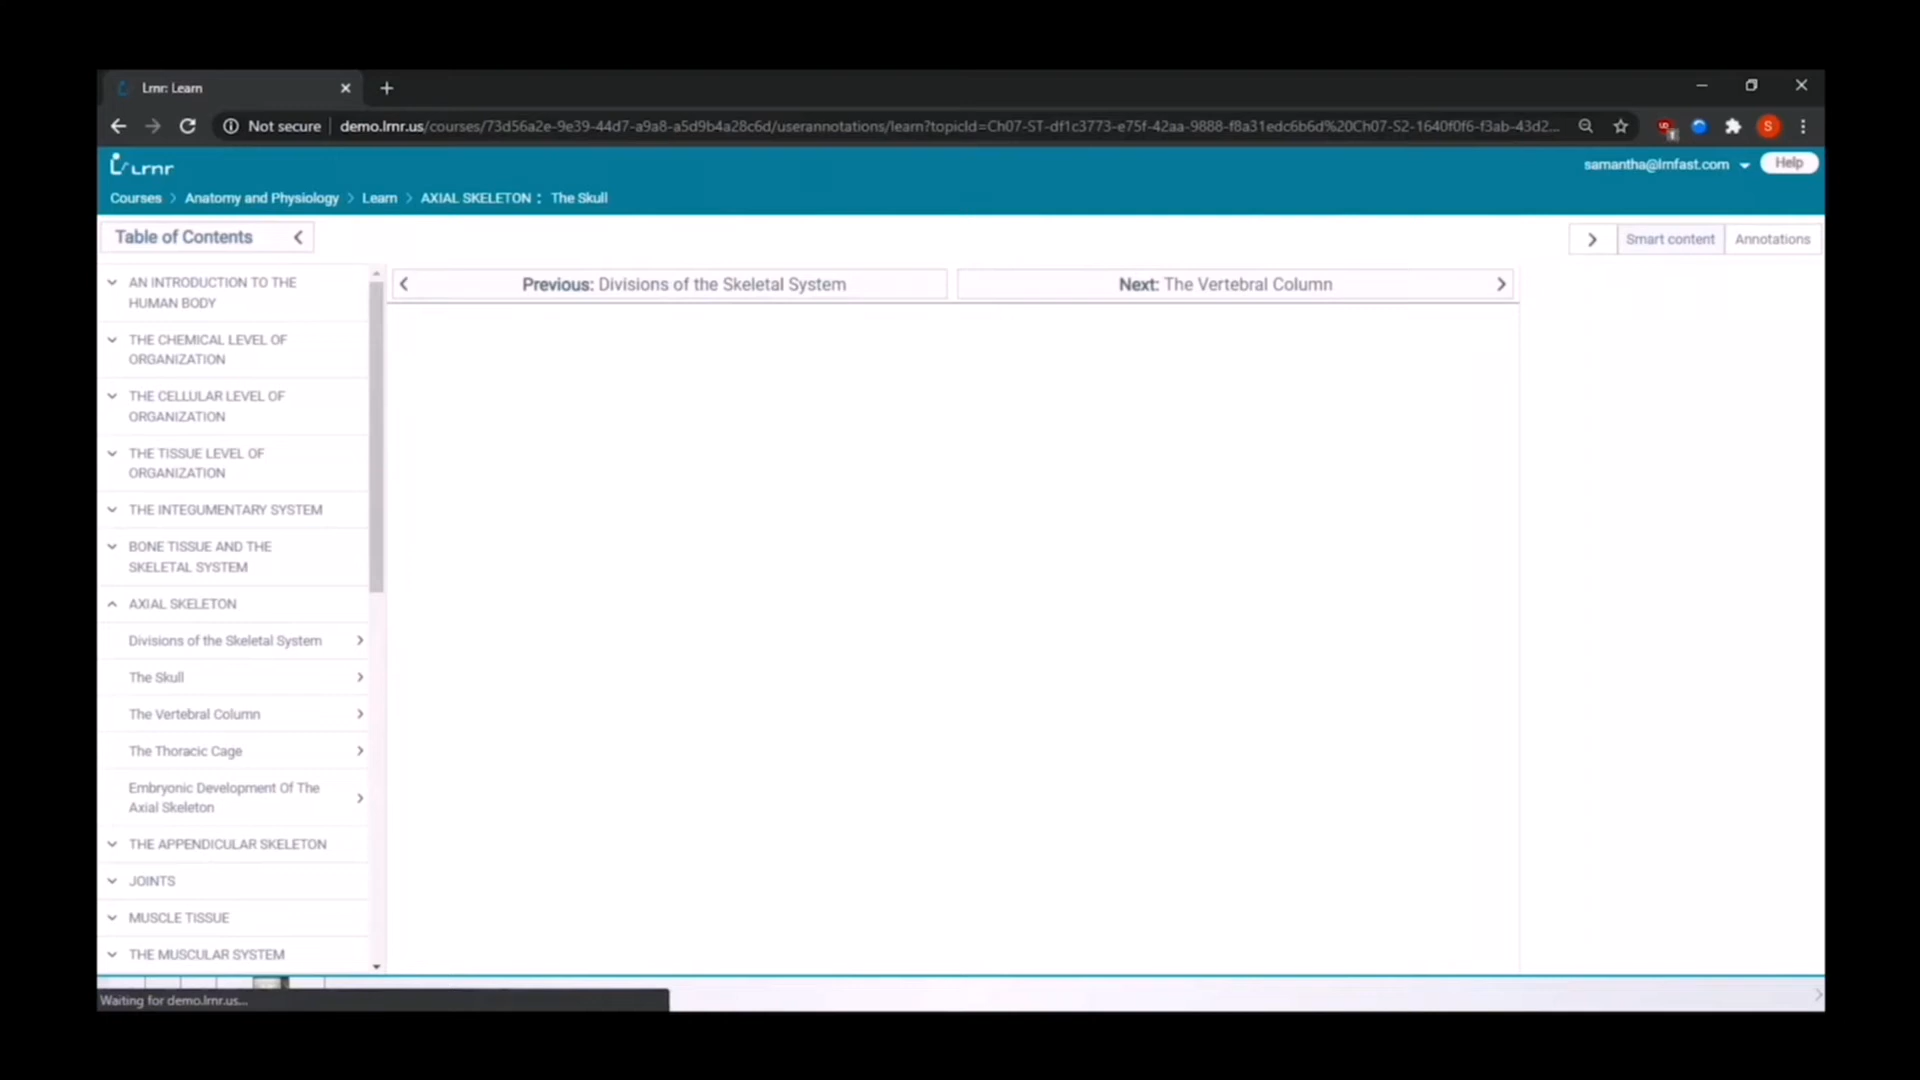 Lrnr: Learn
Not secure
demo.lrnr.us/courses/73d56a2e-9e39-44d7-a9a8-a5d9b4a28c6d/userannotations/learn?topicId=Ch07-ST-df1c3773-e75f-42aa-9888-f8a31edc6b6d%20Ch07-S2-1640f0f6-f3ab-43d2...
S
Lrnr
samantha@lrnfast.com
Help
Courses > Anatomy and Physiology > Learn > AXIAL SKELETON : The Skull
Table of Contents
Smart content
Annotations
Previous: Divisions of the Skeletal System
Next: The Vertebral Column
AN INTRODUCTION TO THE
HUMAN BODY
THE CHEMICAL LEVEL OF
ORGANIZATION
THE CELLULAR LEVEL OF
ORGANIZATION
THE TISSUE LEVEL OF
ORGANIZATION
THE INTEGUMENTARY SYSTEM
BONE TISSUE AND THE
SKELETAL SYSTEM
AXIAL SKELETON
Divisions of the Skeletal System
The Skull
The Vertebral Column
The Thoracic Cage
Embryonic Development Of The
Axial Skeleton
THE APPENDICULAR SKELETON
JOINTS
MUSCLE TISSUE
THE MUSCULAR SYSTEM
Waiting for demo.lrnr.us...